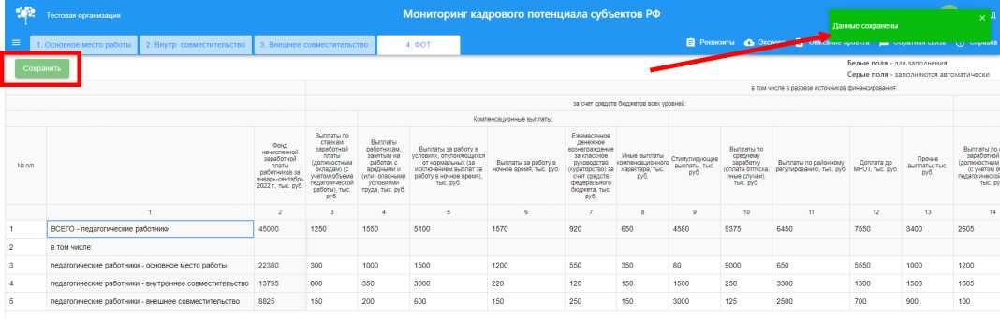 Тестовая организация
Мониторинг кадрового потенциала субъектов РФ
Д
Данные сохранены
×
1. Основное место работы
2. Внутр. совместительство
3. Внешнее совместительство
4. ФОТ
Реквизиты
Описание проекта
Обратная связь
Справка
Сохранить
Белые поля - для заполнения
Серые поля - заполняются автоматически
в том числе в разрезе источников финансирования:
за счет средств бюджетов всех уровней:
Компенсационные выплаты:
№ п/п
Фонд
начисленной
заработной
платы
работников за
январь-сентябрь
2022 г., тыс. руб.
Выплаты по
ставкам
заработной
платы
(должностным
окладам) (с
учетом объема
педагогической
работы), тыс.
руб.
Выплаты
работникам,
занятым на
работах с
вредными и
(или) опасными
условиями
труда, тыс. руб.
Выплаты за работу в
условиях, отклоняющихся
от нормальных (за
исключением выплат за
работу в ночное время),
тыс. руб.
Выплаты за работу в
ночное время, тыс. руб.
Ежемесячное
денежное
вознаграждение
за классное
руководство
(кураторство) за
счет средств
федерального
бюджета, тыс.
руб.
Иные выплаты
компенсационного
характера, тыс.
руб.
Стимулирующие
выплаты, тыс.
руб.
Выплаты по
среднему
заработку
(оплата отпуска,
иные случаи),
тыс. руб.
Выплаты по районному
регулированию, тыс. руб.
Доплата до
МРОТ, тыс. руб.
Прочие
выплаты, тыс.
руб.
Выплаты по
заработной
(должностным
(с учетом
педагогической
тыс.
1 2 3 4 5 6 7 8 9 10 11 12 13 14
1 ВСЕГО - педагогические работники 45000 1250 1550 5100 1570 920 650 4580 9375 6450 7550 3400 2605
2 в том числе:
3 педагогические работники - основное место работы 22380 300 1000 1500 1200 550 350 80 9000 650 5550 1000 1200
4 педагогические работники - внутреннее совместительство 13795 800 350 3000 220 120 150 1500 250 3300 1300 1500 1305
5 педагогические работники - внешнее совместительство 8825 150 200 600 150 250 150 3000 125 2500 700 900 100